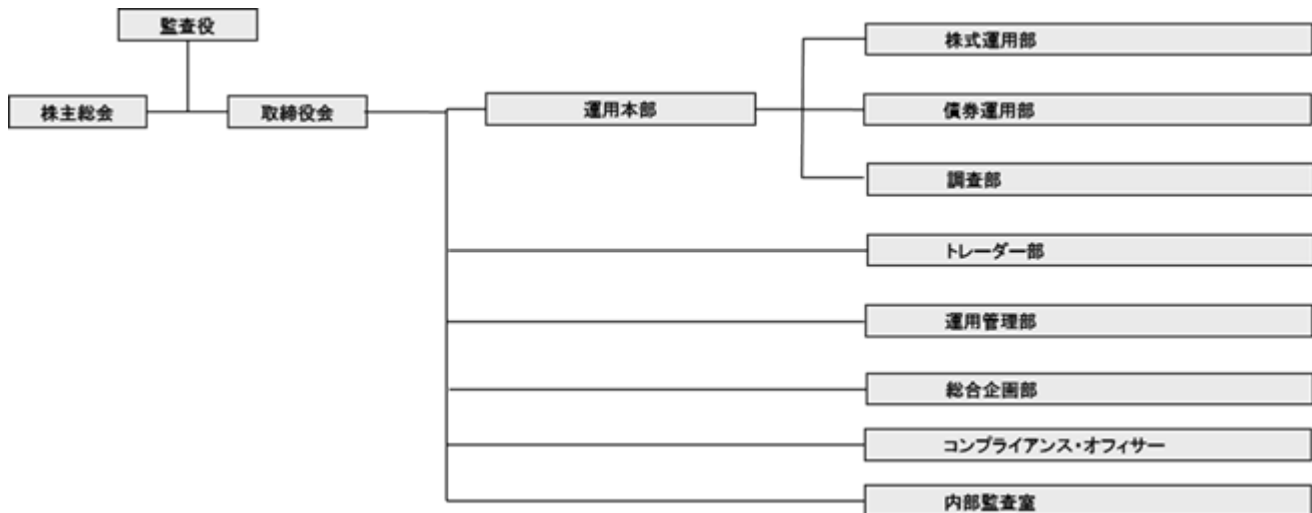 監査役
株主総会
取締役会
運用本部
株式運用部
債券運用部
調査部
トレーダー部
運用管理部
総合企画部
コンプライアンス・オフィサー
内部監査室